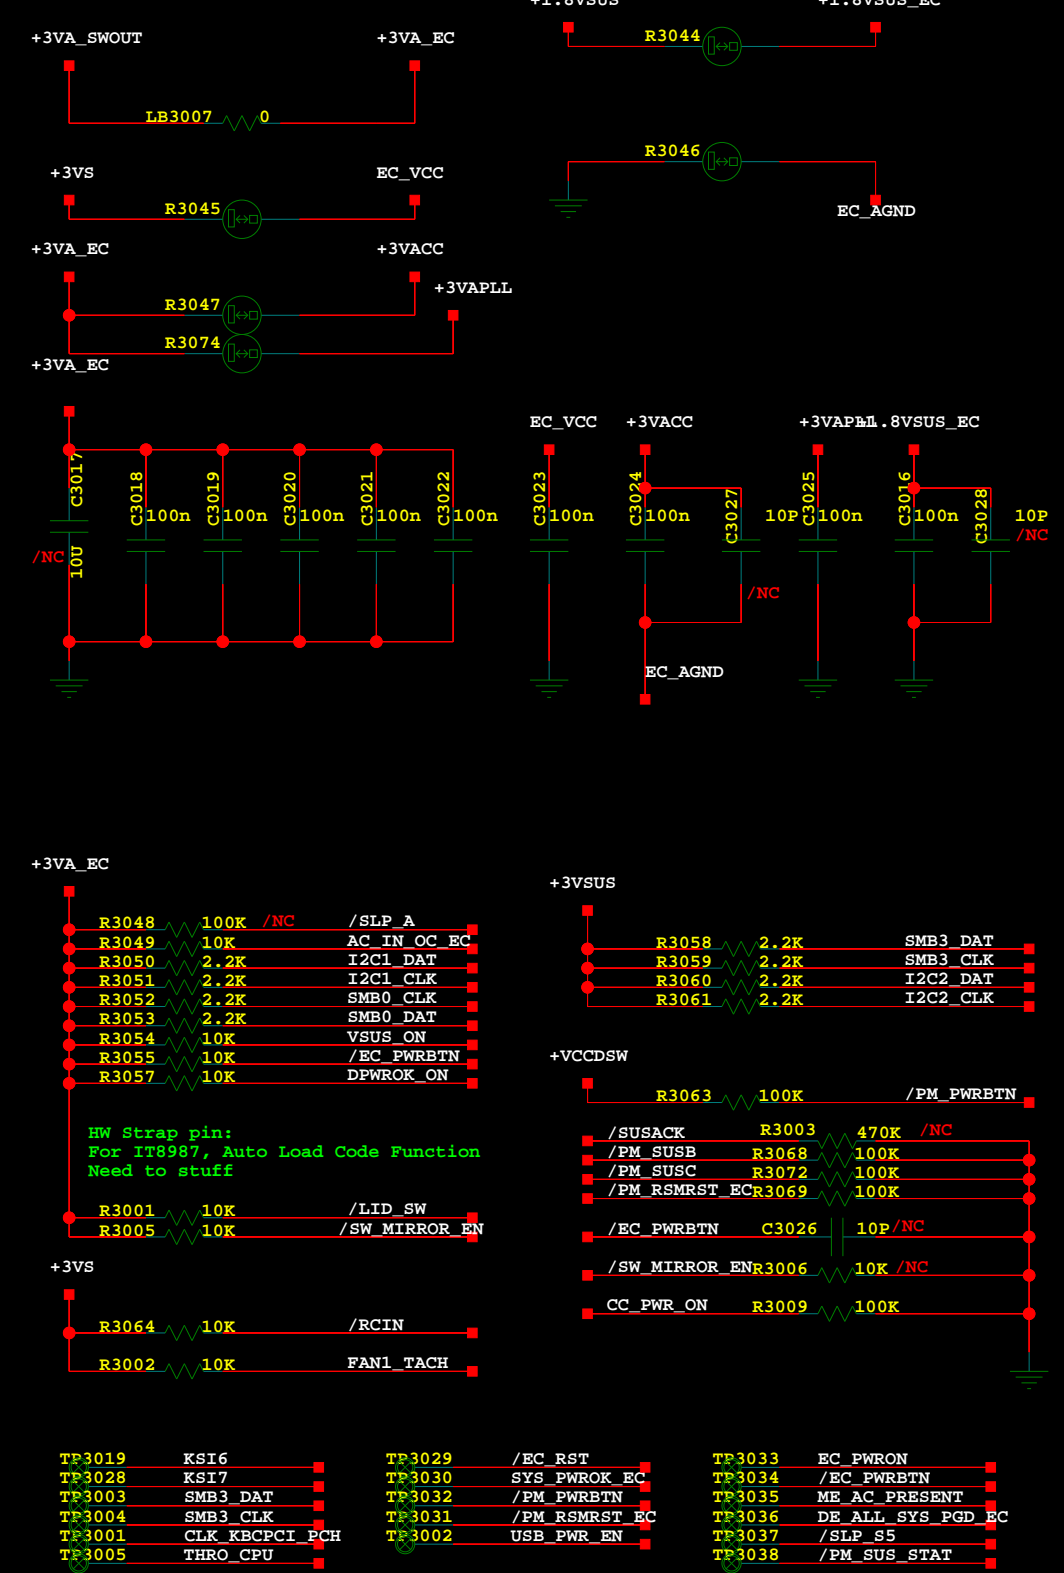 +1.8VSUS +1.8VSUS_EC
+3VA_SWOUT +3VA_EC R3044
LB3007 0
R3046
+3VS EC_VCC
R3045 EC_AGND
+3VA_EC +3VACC
+3VAPLL
R3047
R3074
+3VA_EC
EC_VCC +3VACC +3VAPLL +1.8VSUS_EC
C3017 10U /NC
C3018 100n
C3019 100n
C3020 100n
C3021 100n
C3022 100n
C3023 100n
C3024 100n
C3027 10P /NC
C3025 100n
C3016 100n
C3028 10P /NC
EC_AGND
+3VA_EC
R3048 100K /NC /SLP_A
R3049 10K AC_IN_OC_EC
R3050 2.2K I2C1_DAT
R3051 2.2K I2C1_CLK
R3052 2.2K SMB0_CLK
R3053 2.2K SMB0_DAT
R3054 10K VSUS_ON
R3055 10K /EC_PWRBTN
R3057 10K DPWROK_ON
HW Strap pin:
For IT8987, Auto Load Code Function
Need to stuff
R3001 10K /LID_SW
R3005 10K /SW_MIRROR_EN
+3VS
R3064 10K /RCIN
R3002 10K FAN1_TACH
+3VSUS
R3058 2.2K SMB3_DAT
R3059 2.2K SMB3_CLK
R3060 2.2K I2C2_DAT
R3061 2.2K I2C2_CLK
+VCCDSW
R3063 100K /PM_PWRBTN
/SUSACK R3003 470K /NC
/PM_SUSB R3068 100K
/PM_SUSC R3072 100K
/PM_RSMRST_EC R3069 100K
/EC_PWRBTN C3026 10P /NC
/SW_MIRROR_EN R3006 10K /NC
CC_PWR_ON R3009 100K
TP3019 KSI6
TP3028 KSI7
TP3003 SMB3_DAT
TP3004 SMB3_CLK
TP3001 CLK_KBCPCI_PCH
TP3005 THRO_CPU
TP3029 /EC_RST
TP3030 SYS_PWROK_EC
TP3032 /PM_PWRBTN
TP3031 /PM_RSMRST_EC
TP3002 USB_PWR_EN
TP3033 EC_PWRON
TP3034 /EC_PWRBTN
TP3035 ME_AC_PRESENT
TP3036 DE_ALL_SYS_PGD_EC
TP3037 /SLP_S5
TP3038 /PM_SUS_STAT